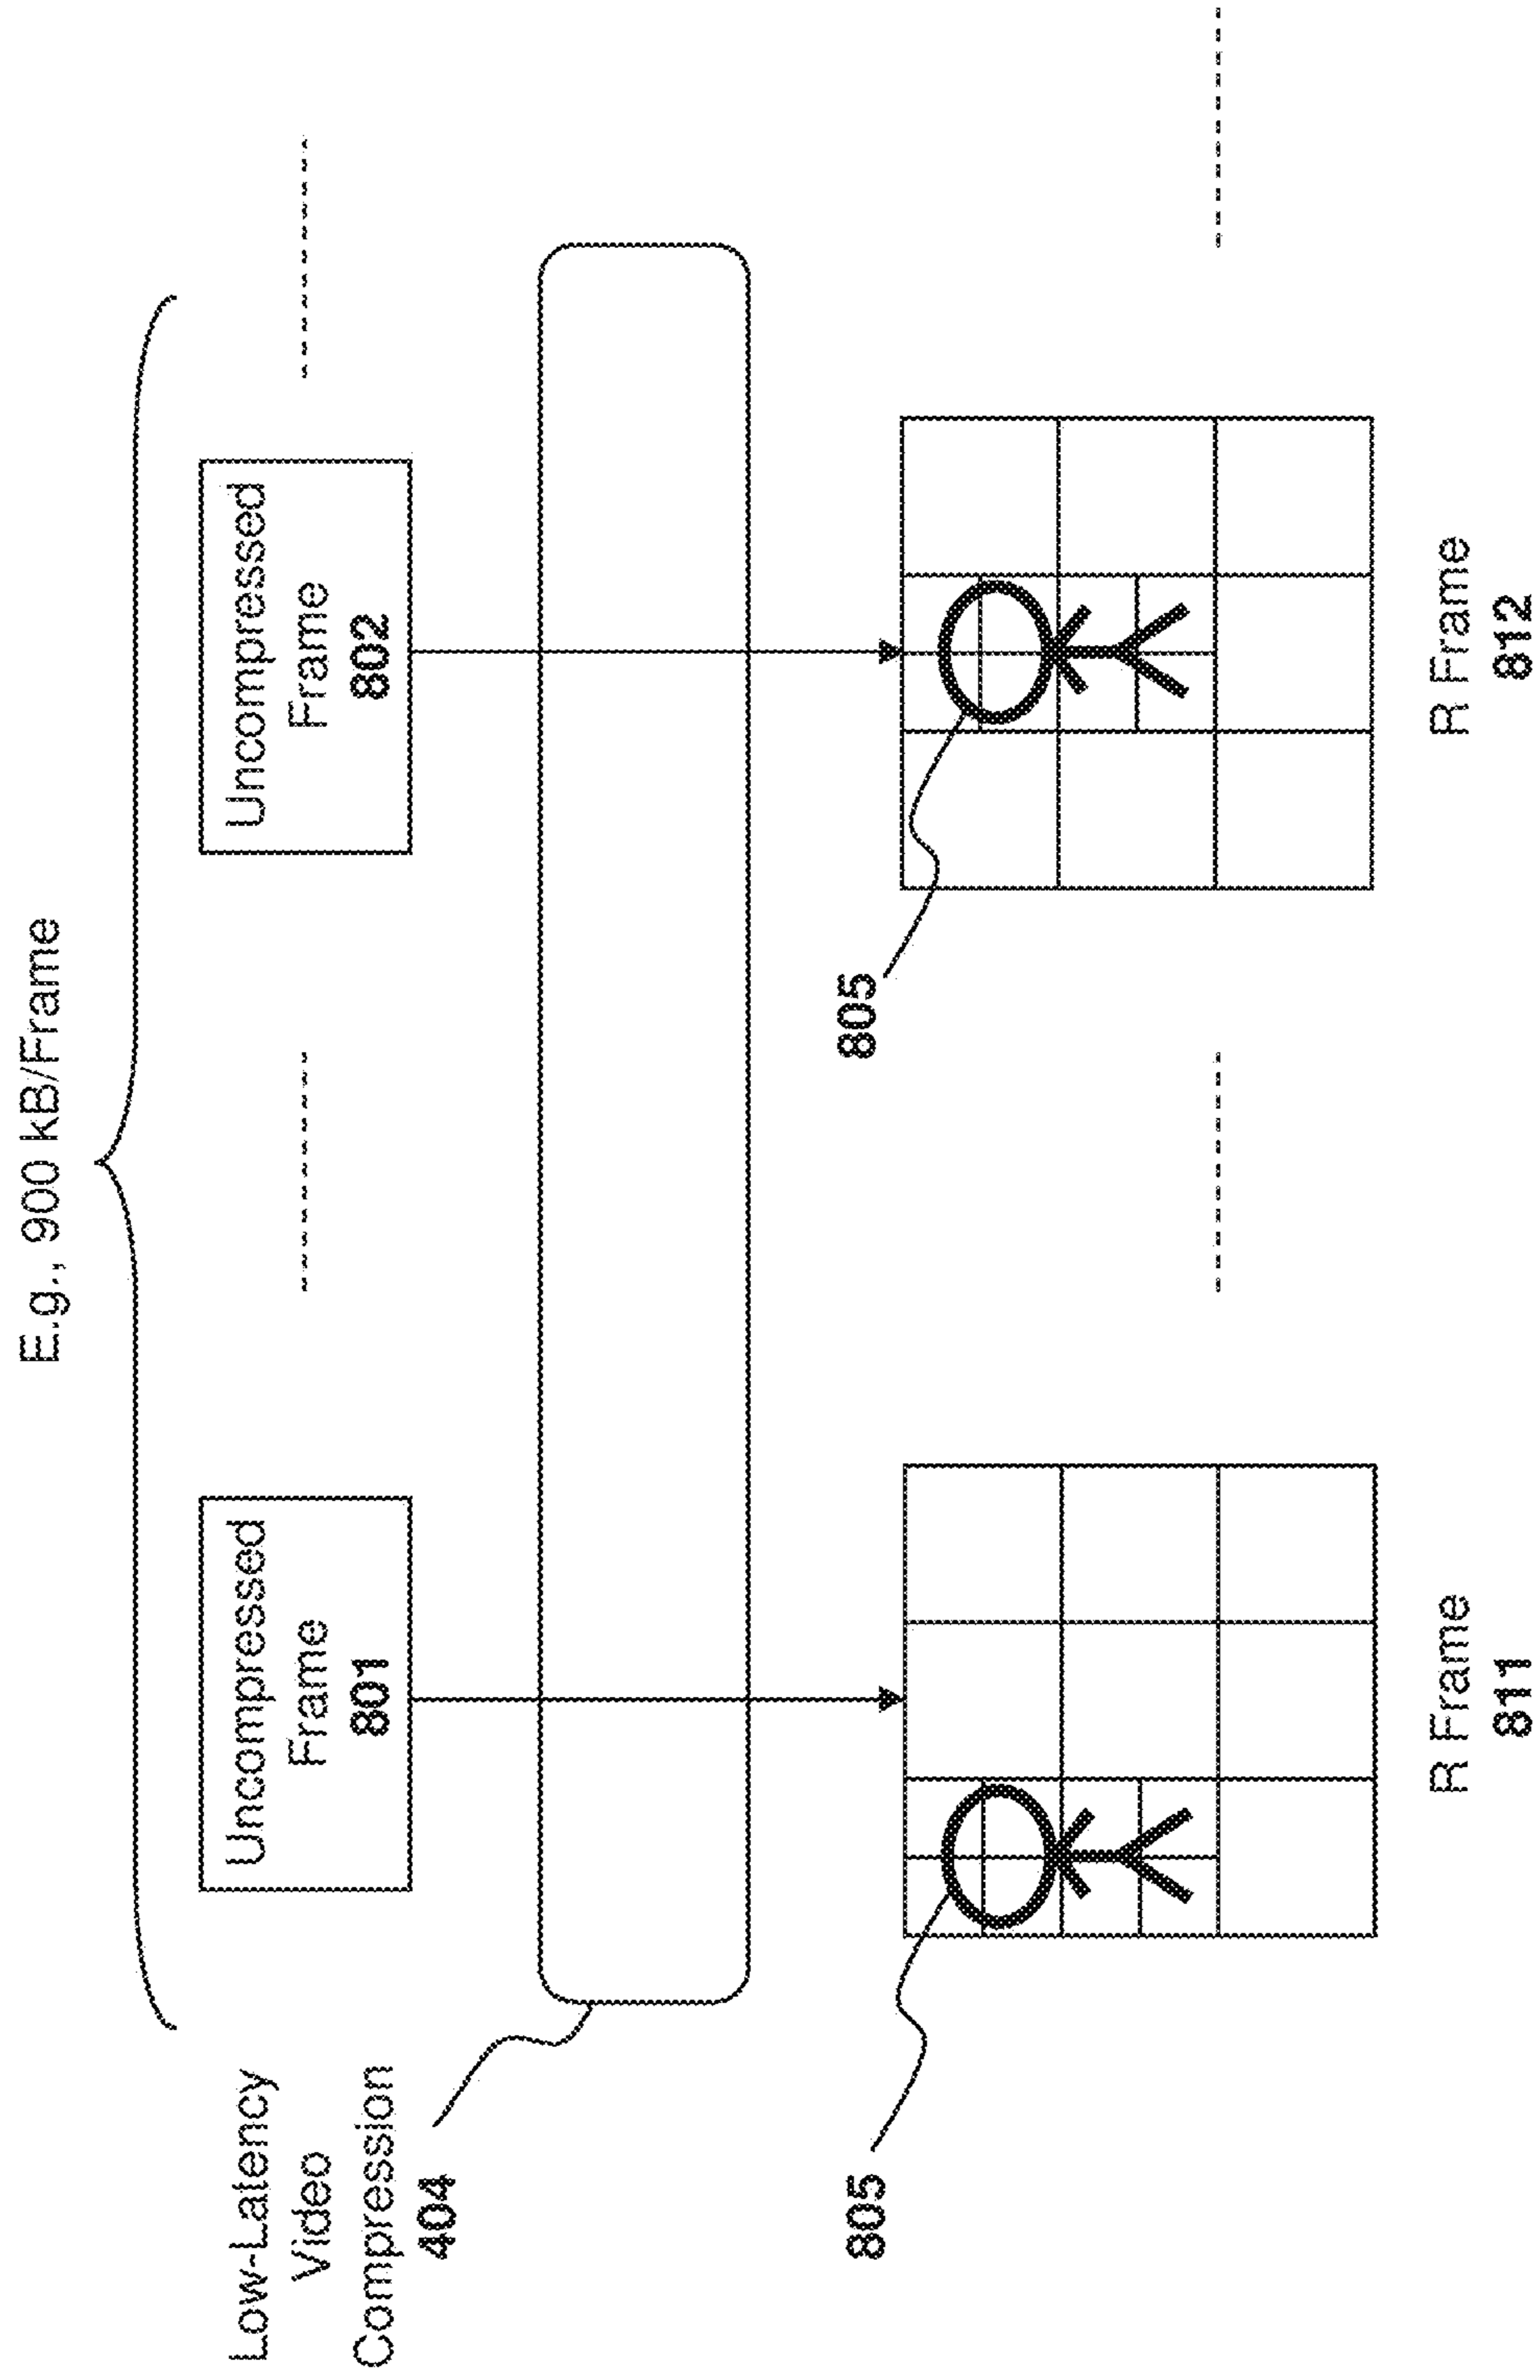 E.g., 900 kB/Frame
Low-Latency
Video
Compression
404
Uncompressed
Frame
801
Uncompressed
Frame
802
805
805
R Frame
811
R Frame
812